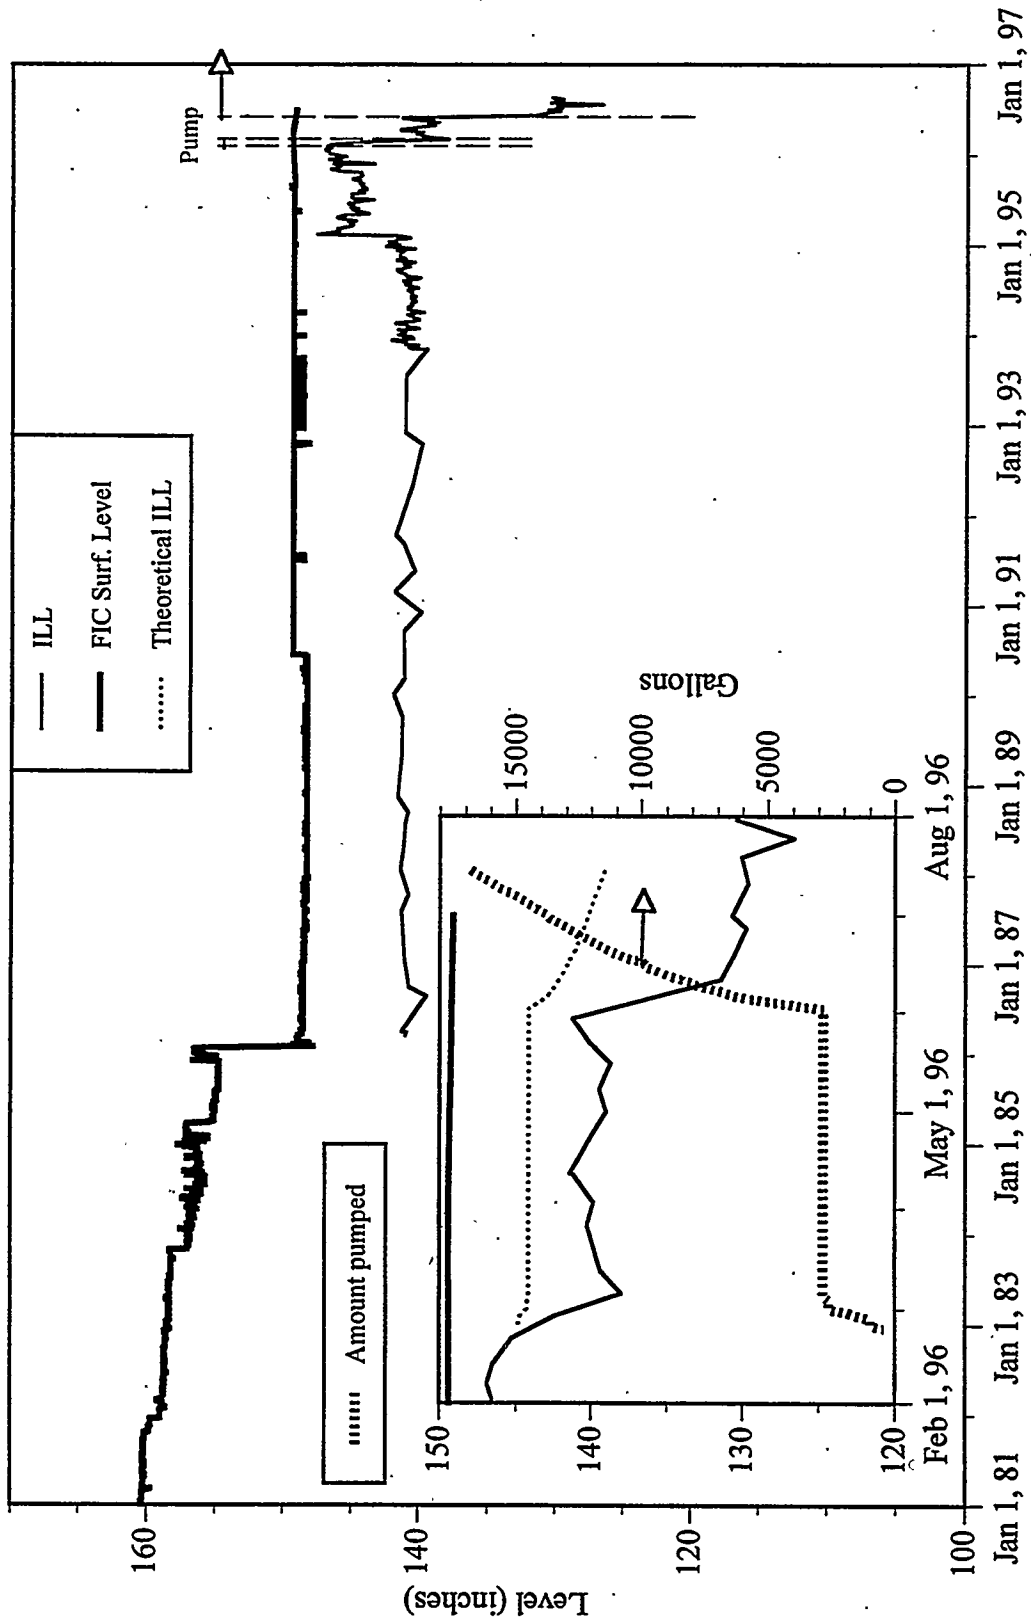 ILL
FIC Surf. Level
Theoretical ILL
Pump
Amount pumped
Level (inches)
160
140
120
100
Jan 1, 81
Jan 1, 83
Jan 1, 85
Jan 1, 87
Jan 1, 89
Jan 1, 91
Jan 1, 93
Jan 1, 95
Jan 1, 97
150
140
130
120
Feb 1, 96
May 1, 96
Aug 1, 96
15000
10000
5000
0
Gallons